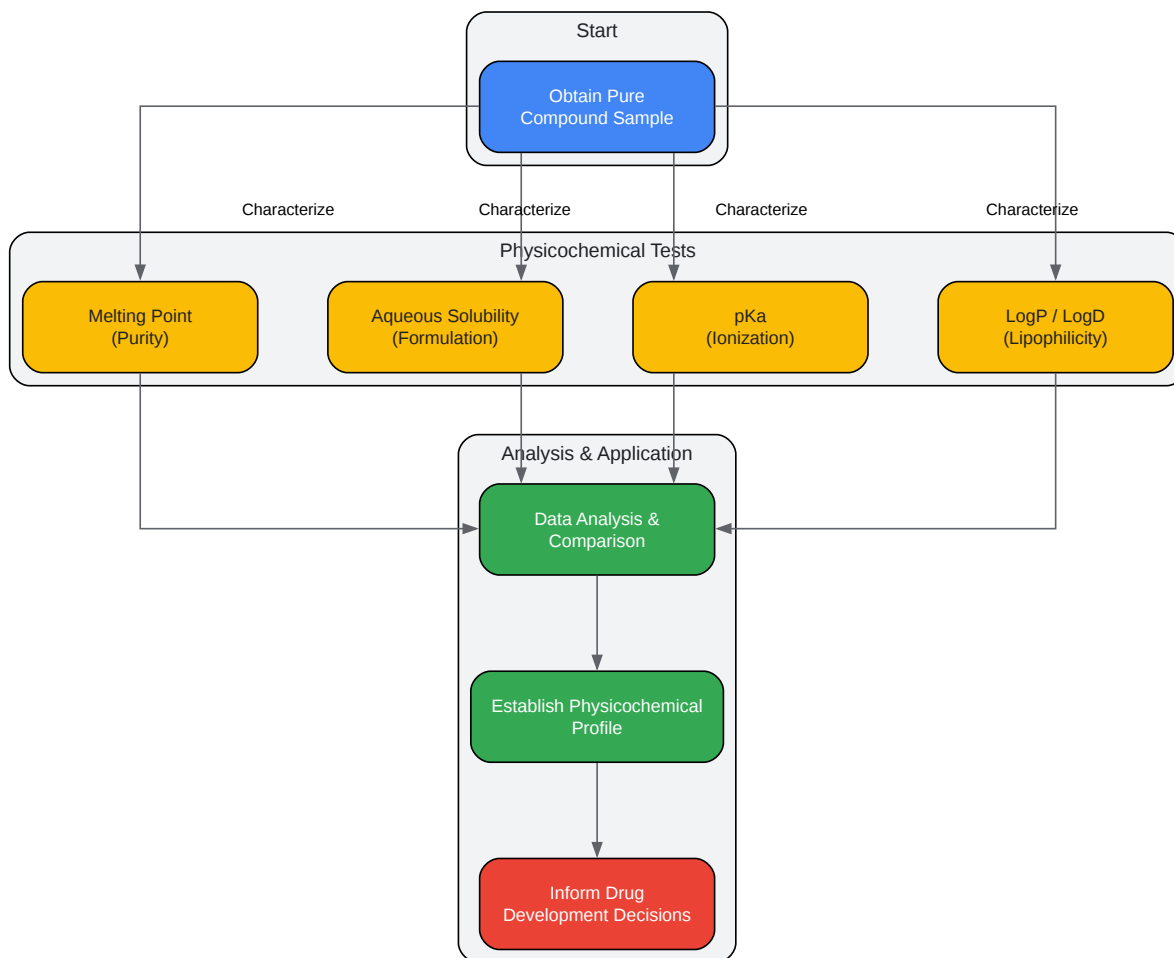 Start
Obtain Pure
Compound Sample
Characterize
Characterize
Characterize
Characterize
Physicochemical Tests
Melting Point
(Purity)
Aqueous Solubility
(Formulation)
pKa
(Ionization)
LogP / LogD
(Lipophilicity)
Analysis & Application
Data Analysis &
Comparison
Establish Physicochemical
Profile
Inform Drug
Development Decisions